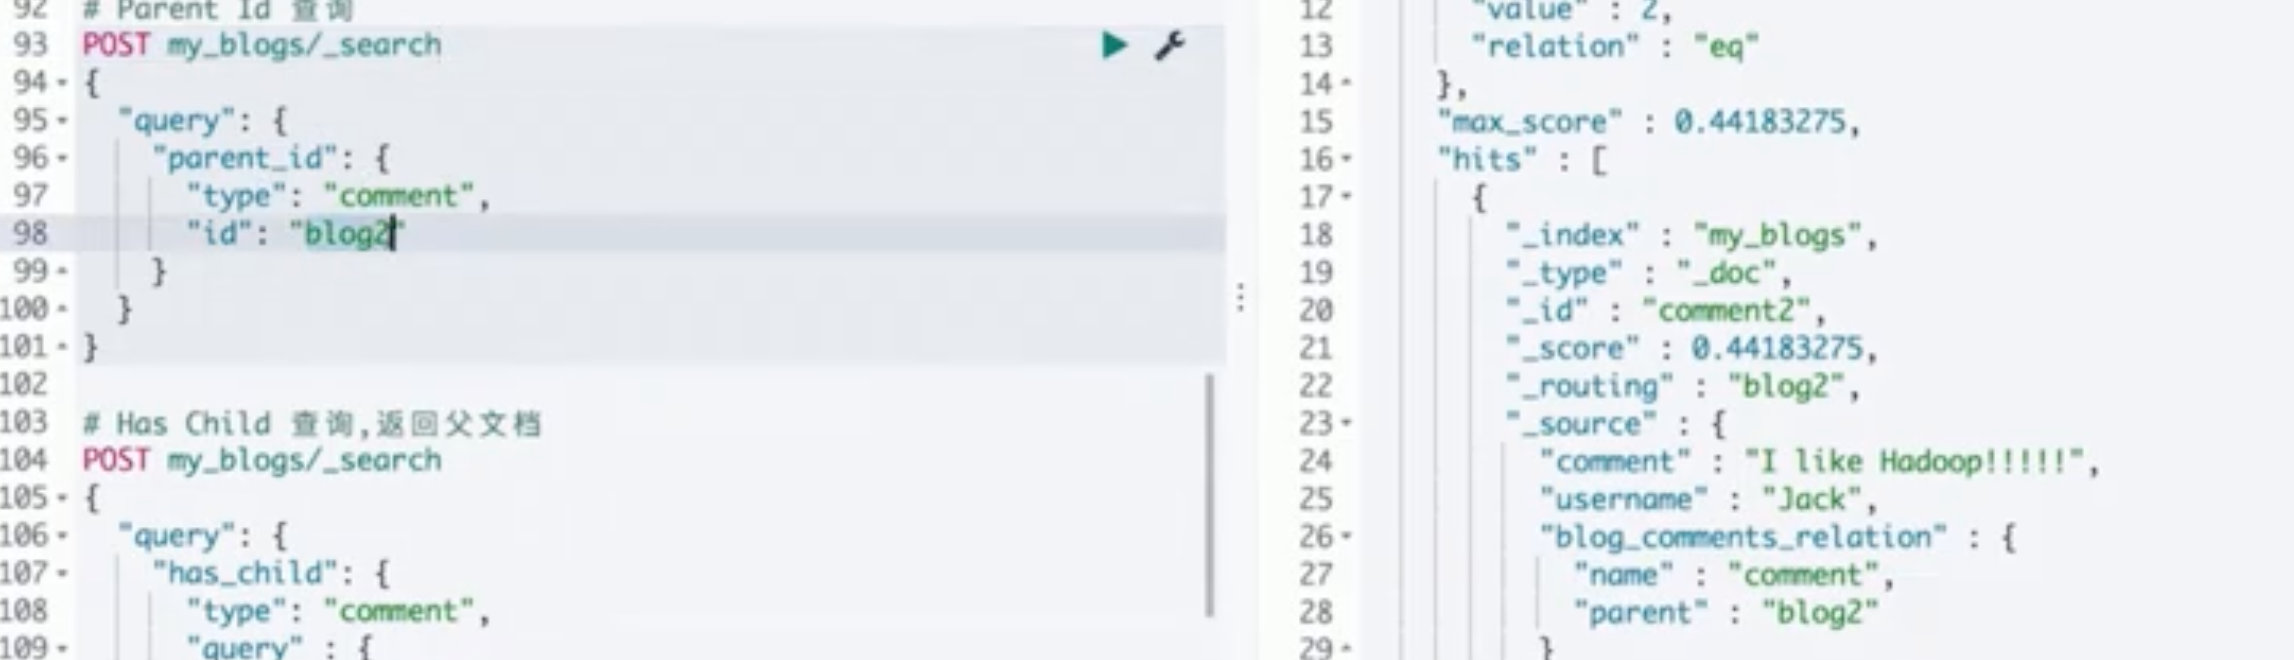 92 # Parent Id 查询
93 POST my_blogs/_search
94 {
95 "query": {
96 "parent_id": {
97 "type": "comment",
98 "id": "blog2"
99 }
100 }
101 }
102
103 # Has Child 查询,返回父文档
104 POST my_blogs/_search
105 {
106 "query": {
107 "has_child": {
108 "type": "comment",
109 "query" : {
12 "value" : 2,
13 "relation" : "eq"
14 },
15 "max_score" : 0.44183275,
16 "hits" : [
17 {
18 "_index" : "my_blogs",
19 "_type" : "_doc",
20 "_id" : "comment2",
21 "_score" : 0.44183275,
22 "_routing" : "blog2",
23 "_source" : {
24 "comment" : "I like Hadoop!!!!!",
25 "username" : "Jack",
26 "blog_comments_relation" : {
27 "name" : "comment",
28 "parent" : "blog2"
29 }